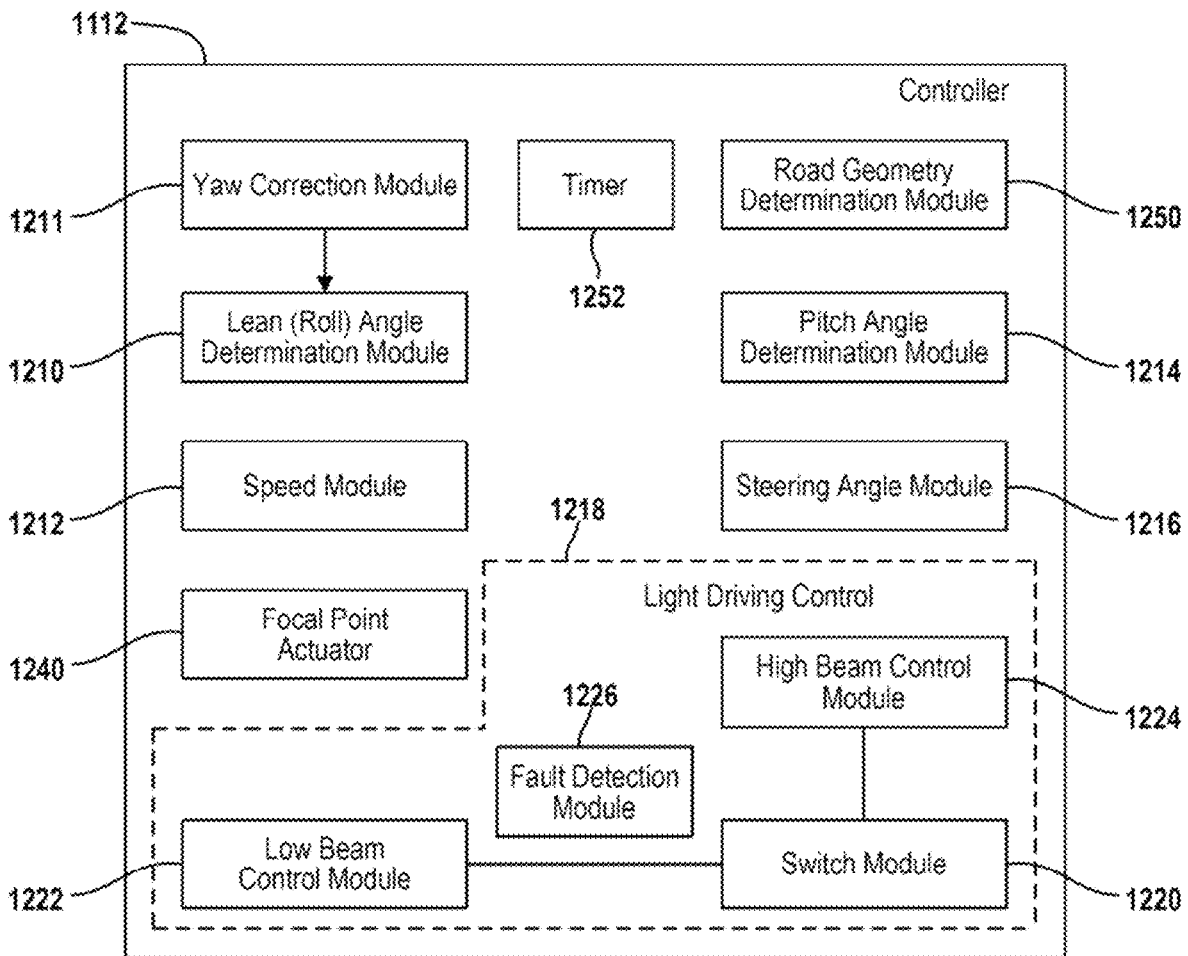 1112
Controller
Yaw Correction Module
Timer
Road Geometry
Determination Module
1211
1252
1250
Lean (Roll) Angle
Determination Module
Pitch Angle
Determination Module
1210
1214
Speed Module
Steering Angle Module
1212
1218
1216
Light Driving Control
Focal Point
Actuator
1240
High Beam Control
Module
1224
1226
Fault Detection
Module
Low Beam
Control Module
Switch Module
1222
1220